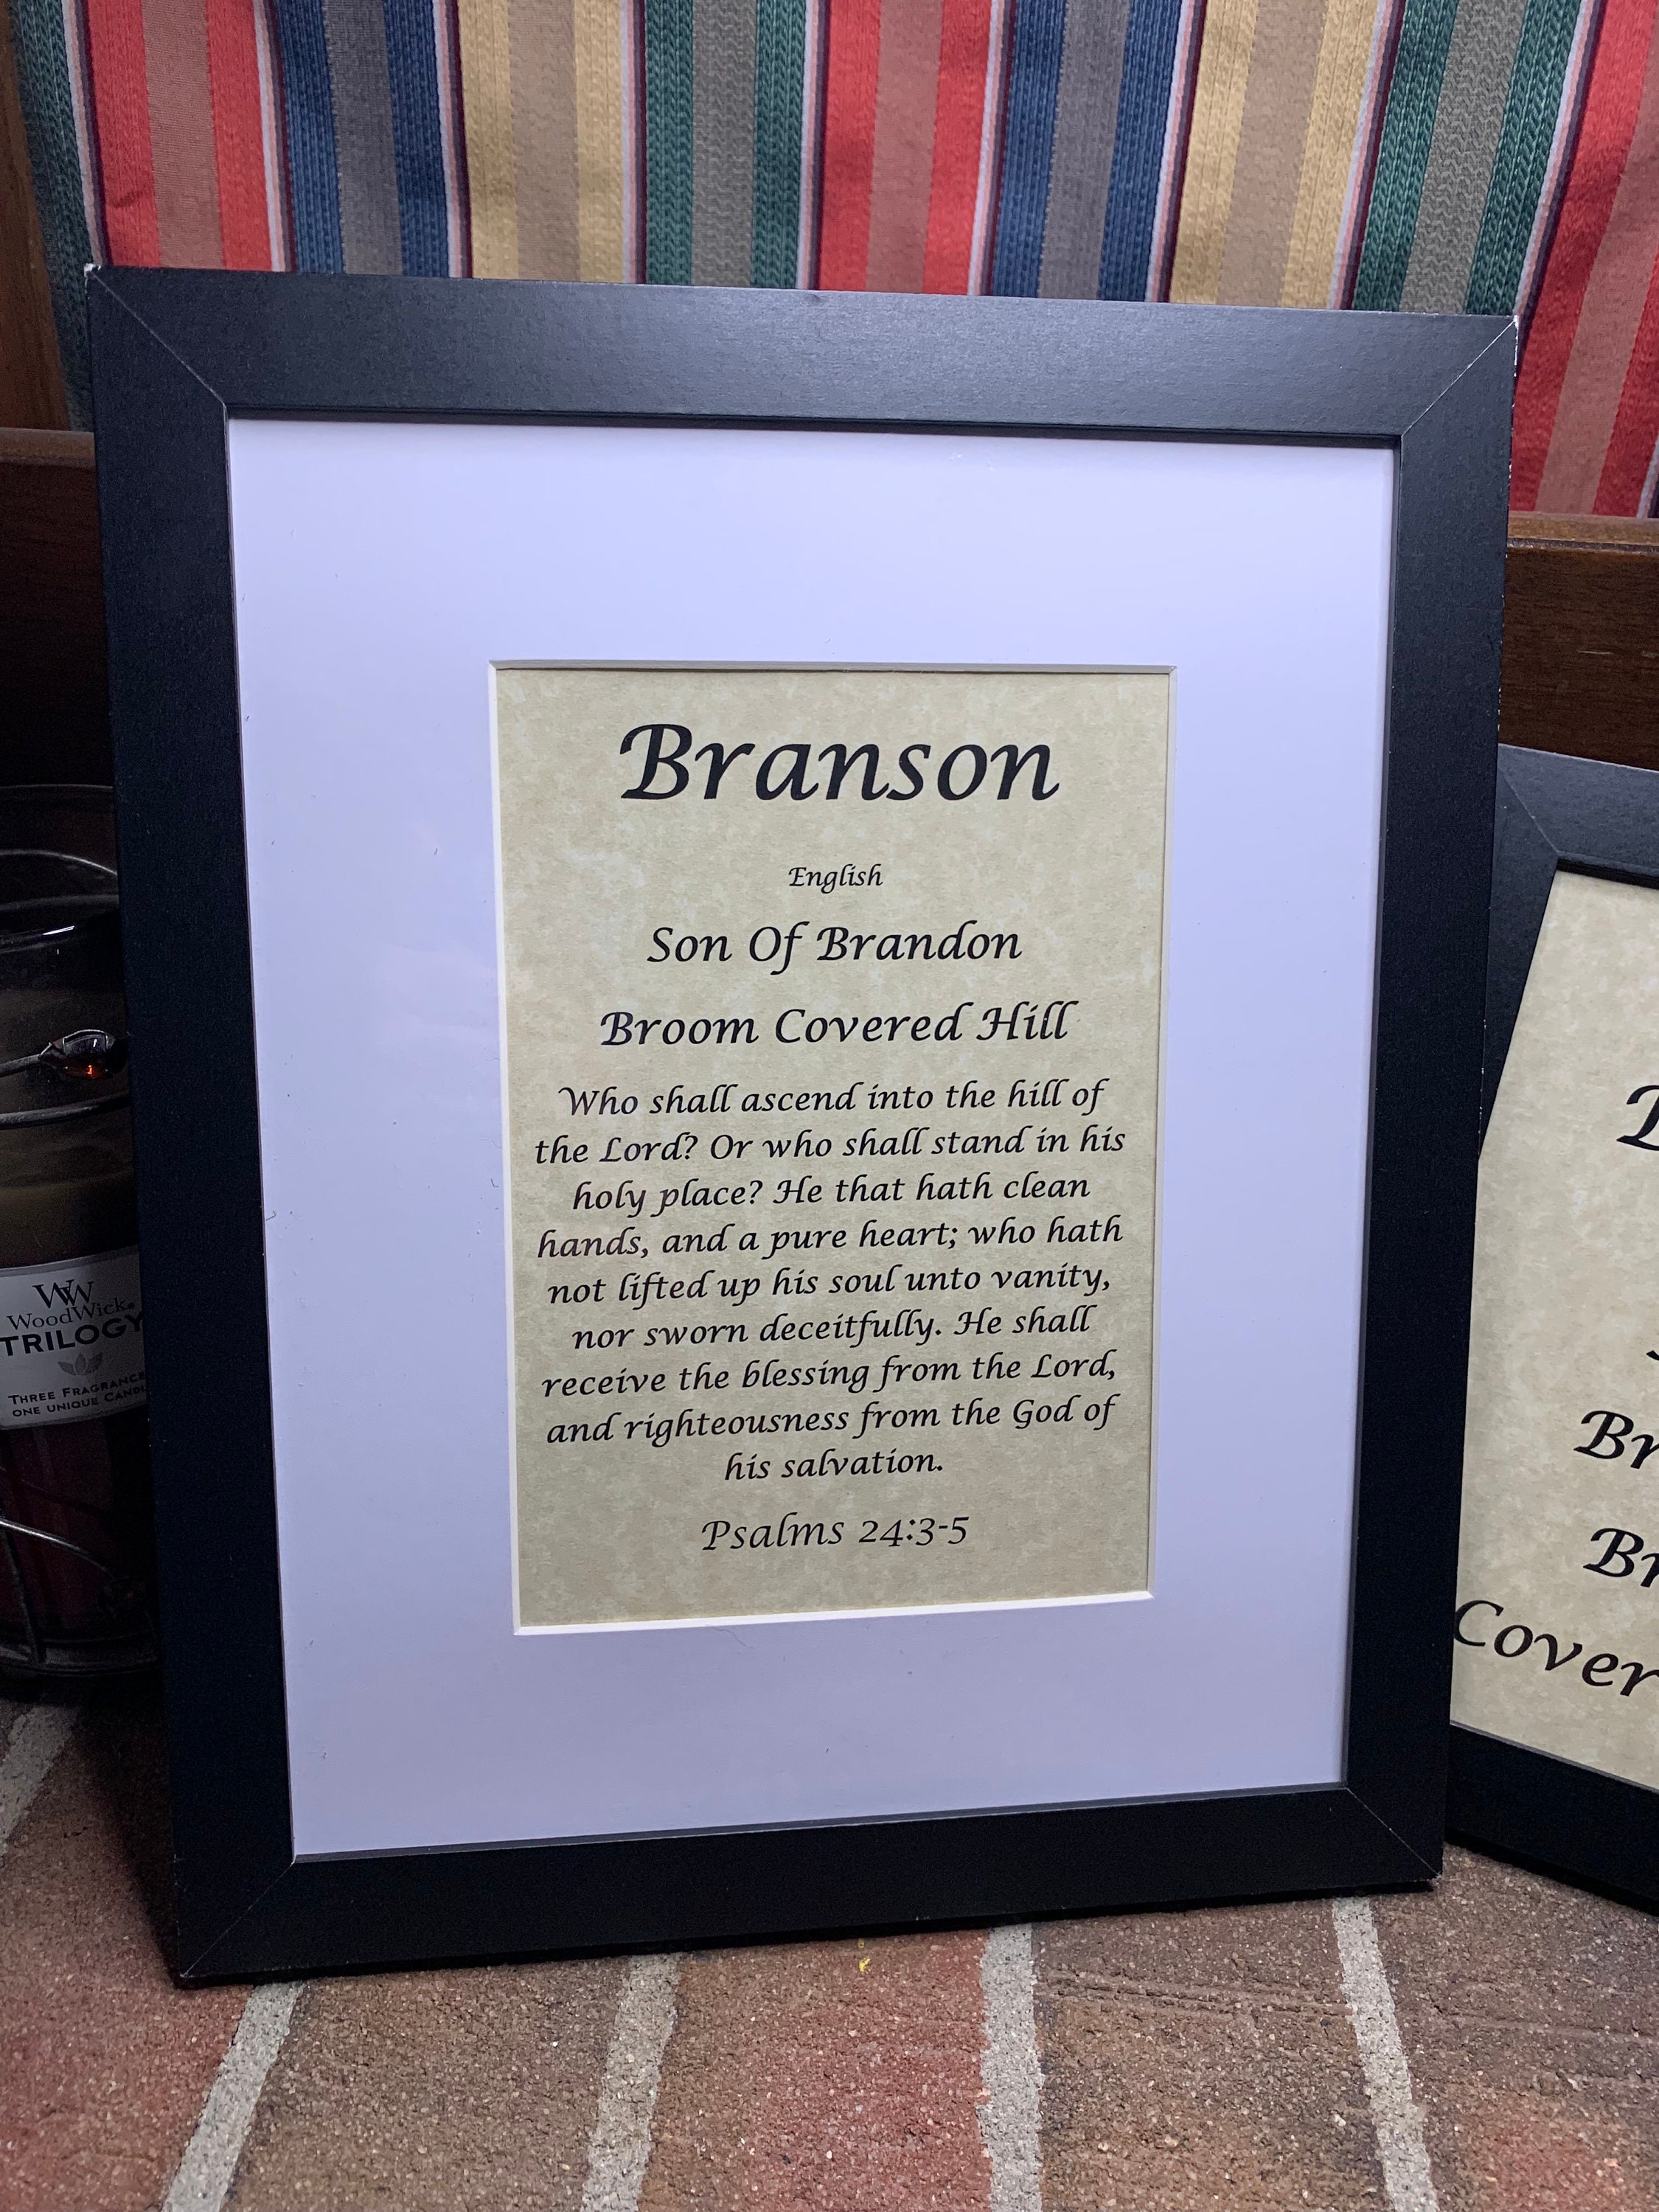 Branson
English
Son Of Brandon
Broom Covered Hill
Who shall ascend into the hill of
the Lord? Or who shall stand in his
holy place? He that hath clean
hands, and a pure heart; who hath
not lifted up his soul unto vanity,
nor sworn deceitfully. He shall
receive the blessing from the Lord,
and righteousness from the God of
his salvation.
Psalms 24:3-5
WW
WoodWick®
TRILOGY
THREE FRAGRANCE
ONE UNIQUE CANDL
Br
Br
Cover